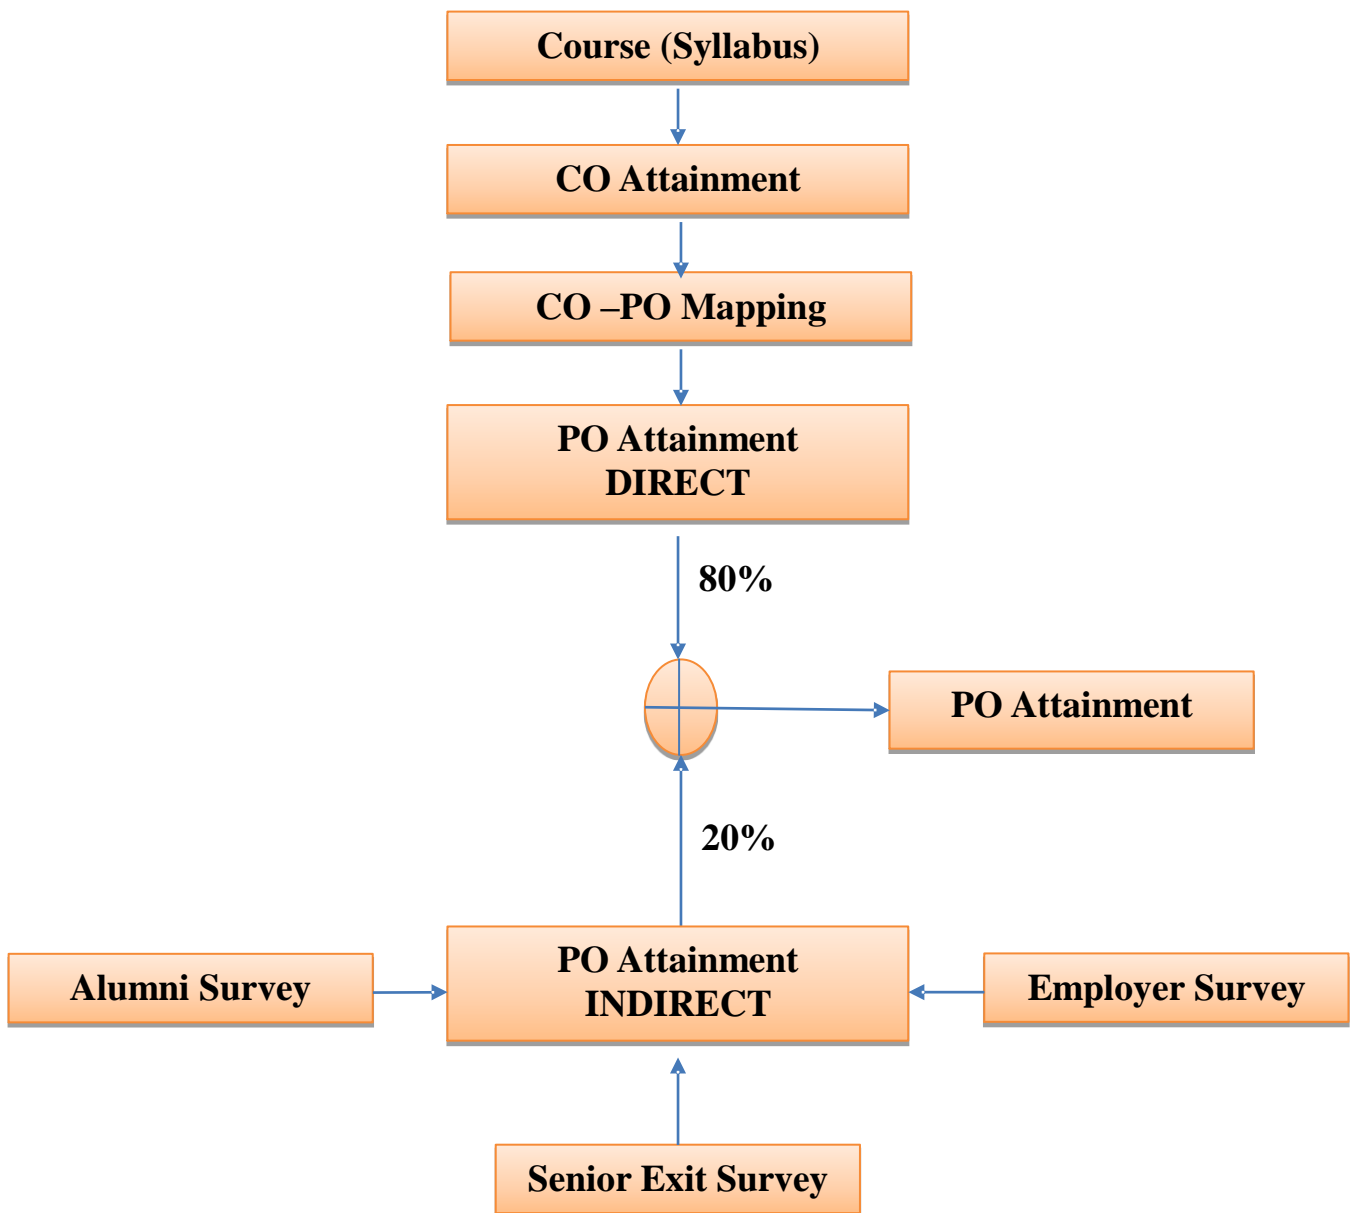 Course (Syllabus)
CO Attainment
CO –PO Mapping
PO Attainment
DIRECT
80%
PO Attainment
20%
PO Attainment
INDIRECT
Alumni Survey
Employer Survey
Senior Exit Survey